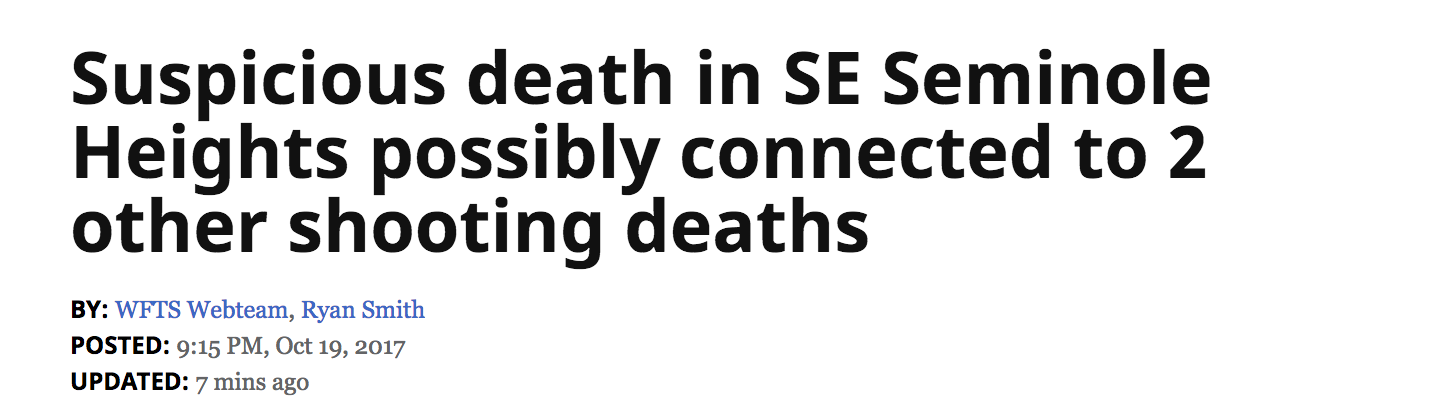 Suspicious death in SE Seminole
Heights possibly connected to 2
other shooting deaths
BY: WFTS Webteam, Ryan Smith
POSTED: 9:15 PM, Oct 19, 2017
UPDATED: 7 mins ago